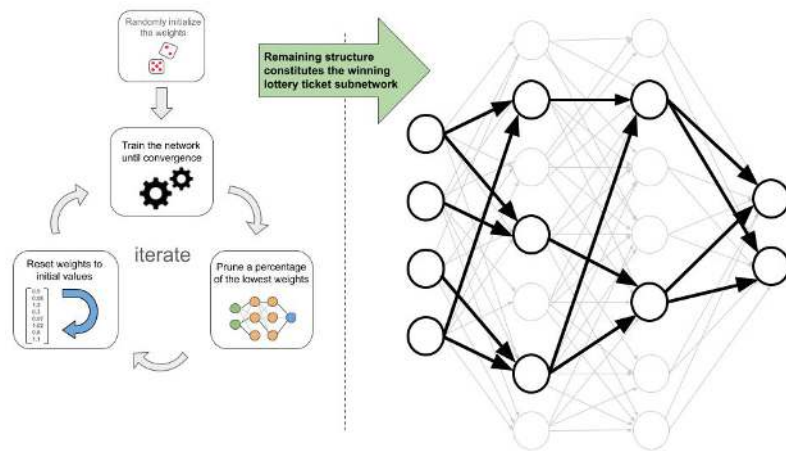 Randomly initialize
the weights
Remaining structure
constitutes the winning
lottery ticket subnetwork
Train the network
until convergence
iterate
Reset weights to
initial values
Prune a percentage
of the lowest weights